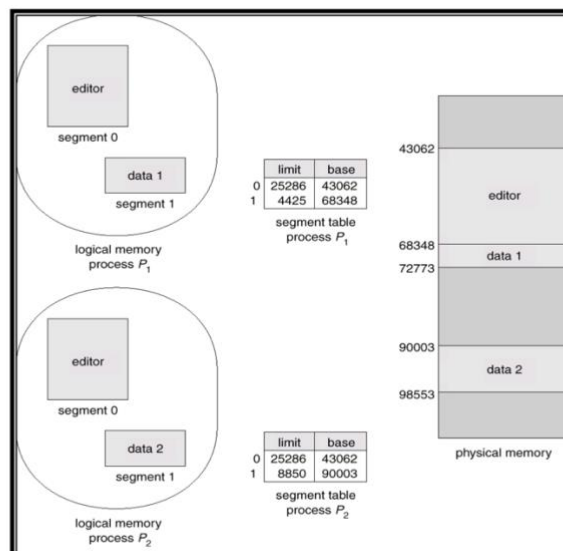 editor
segment 0
data 1
segment 1
logical memory
process P1
limit base
0 25286 43062
1 4425 68348
segment table
process P1
editor
segment 0
data 2
segment 1
logical memory
process P2
limit base
0 25286 43062
1 8850 90003
segment table
process P2
43062
editor
68348
data 1
72773
90003
data 2
98553
physical memory